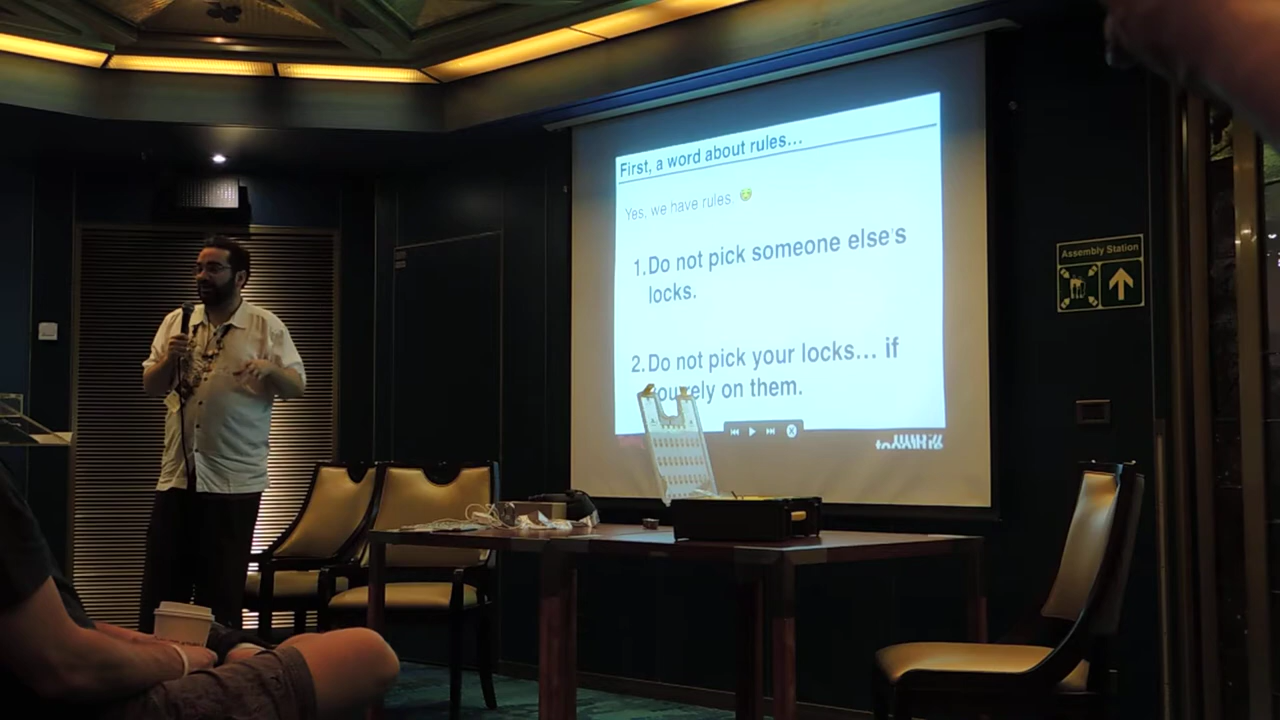 First, a word about rules...
Yes, we have rules.
1. Do not pick someone else's
locks.
2. Do not pick your locks... if
rely on them.
Assembly Station